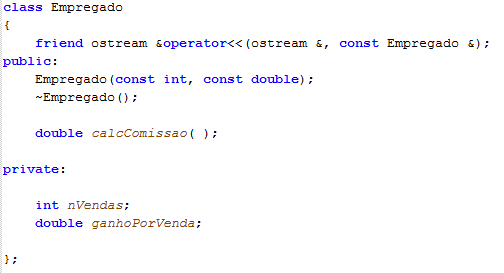 class Empregado
{
friend ostream &operator<<(ostream &, const Empregado &);
public:
Empregado(const int, const double);
~Empregado();
double calcComissao( );
private:
int nVendas;
double ganhoPorVenda;
};